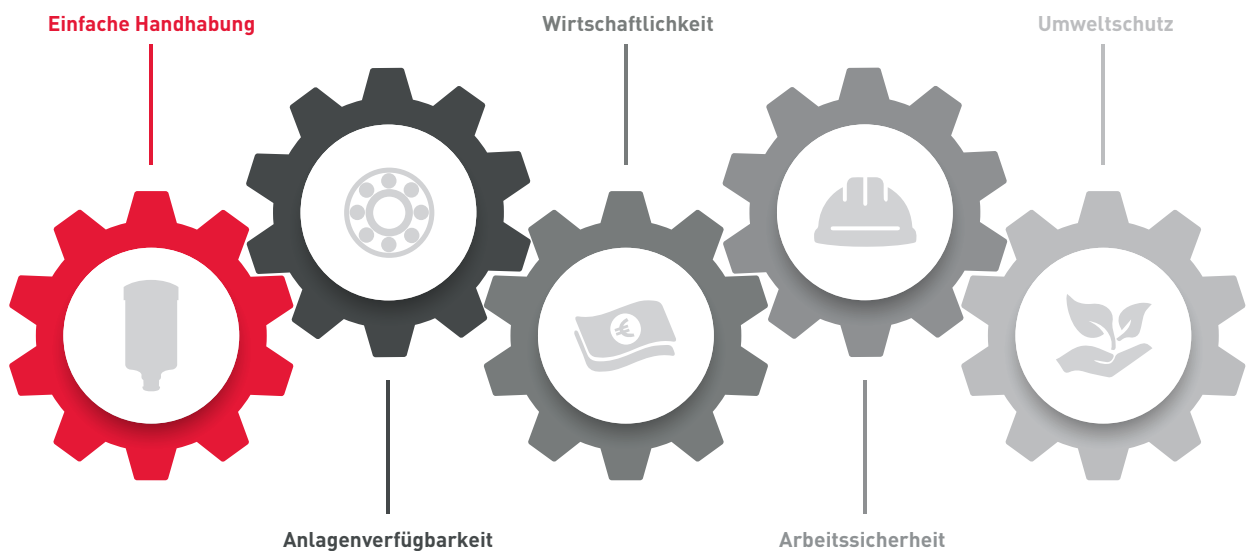 Einfache Handhabung
Wirtschaftlichkeit
Umweltschutz
€
Anlagenverfügbarkeit
Arbeitssicherheit